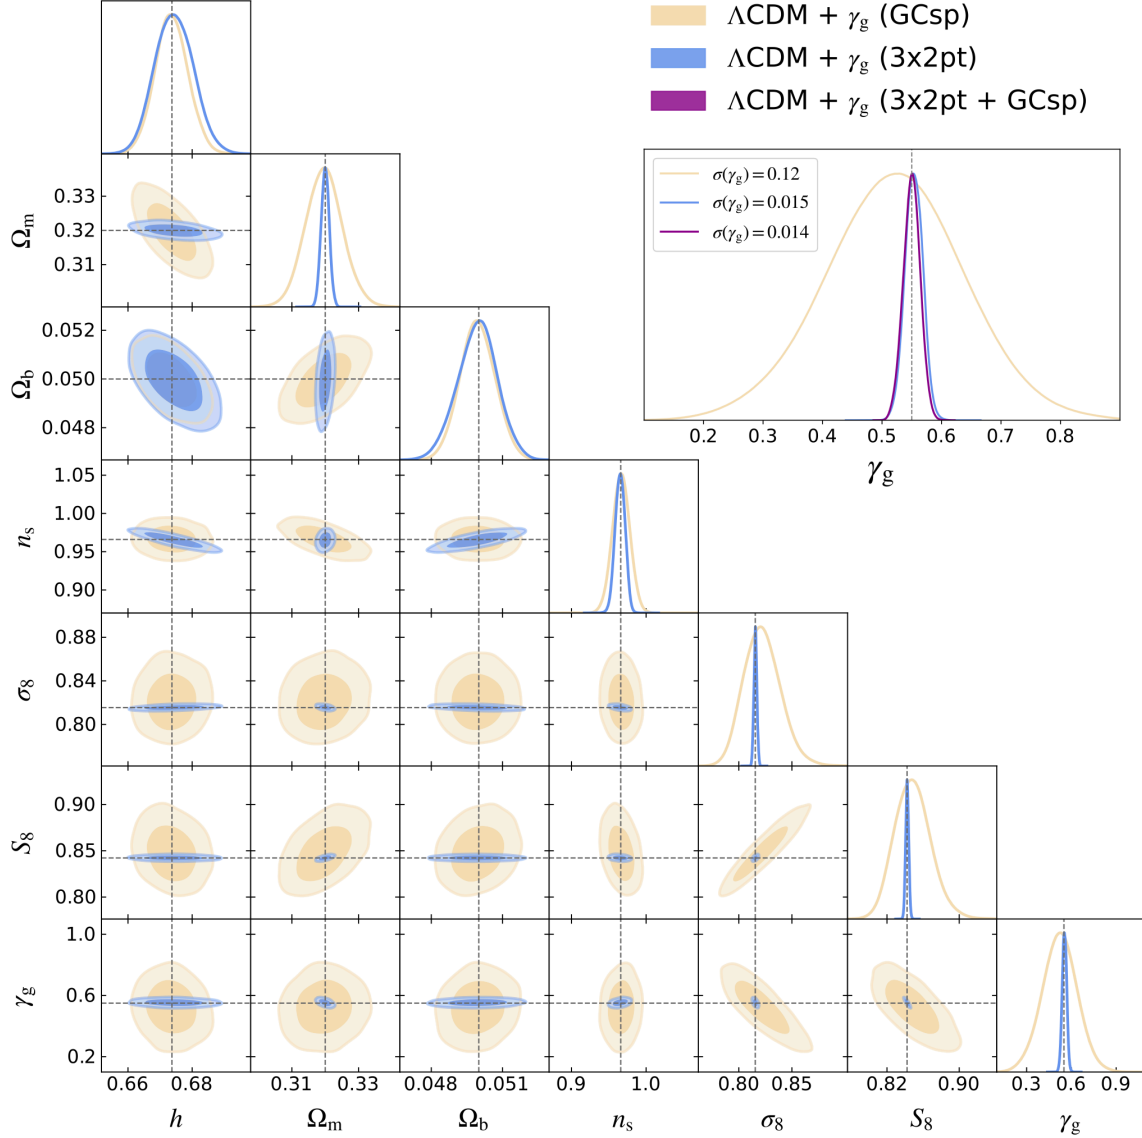 ΛCDM + γg (GCsp)
ΛCDM + γg (3x2pt)
ΛCDM + γg (3x2pt + GCsp)
σ(γg) = 0.12
σ(γg) = 0.015
σ(γg) = 0.014
0.2 0.3 0.4 0.5 0.6 0.7 0.8
γg
Ωm
0.33
0.32
0.31
Ωb
0.052
0.050
0.048
ns
1.05
1.00
0.95
0.90
σ8
0.88
0.84
0.80
S8
0.90
0.85
0.80
γg
1.0
0.6
0.2
0.66 0.68 0.31 0.33 0.048 0.051 0.9 1.0 0.80 0.85 0.82 0.90 0.3 0.6 0.9
h Ωm Ωb ns σ8 S8 γg